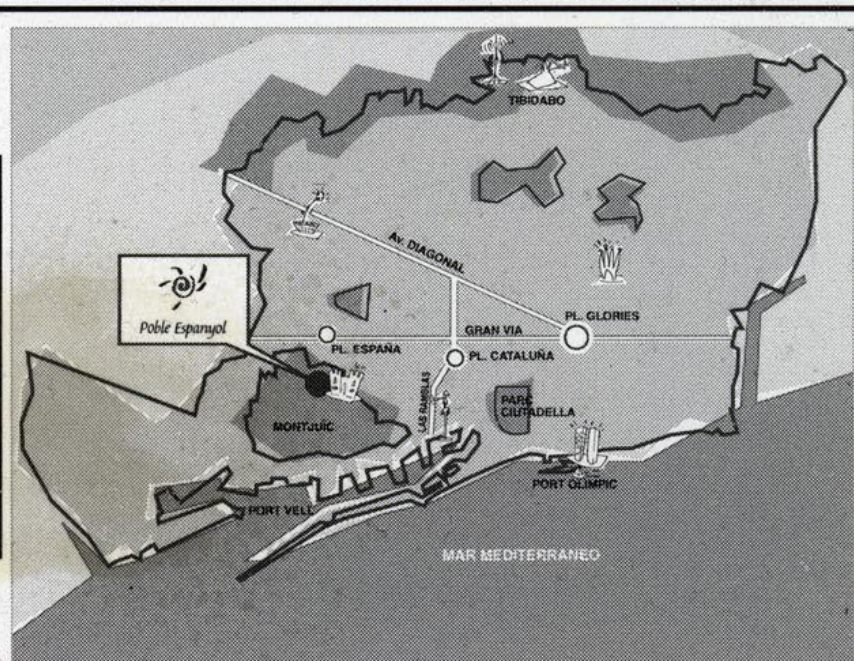 TIBIDABO
Av. DIAGONAL
Poble Espanyol
PL. GLORIES
GRAN VIA
PL. ESPAÑA
PL. CATALUÑA
LAS RAMBLAS
PARC
CIUTADELLA
MONTJUÏC
PORT OLIMPIC
PORT VELL
MAR MEDITERRANEO